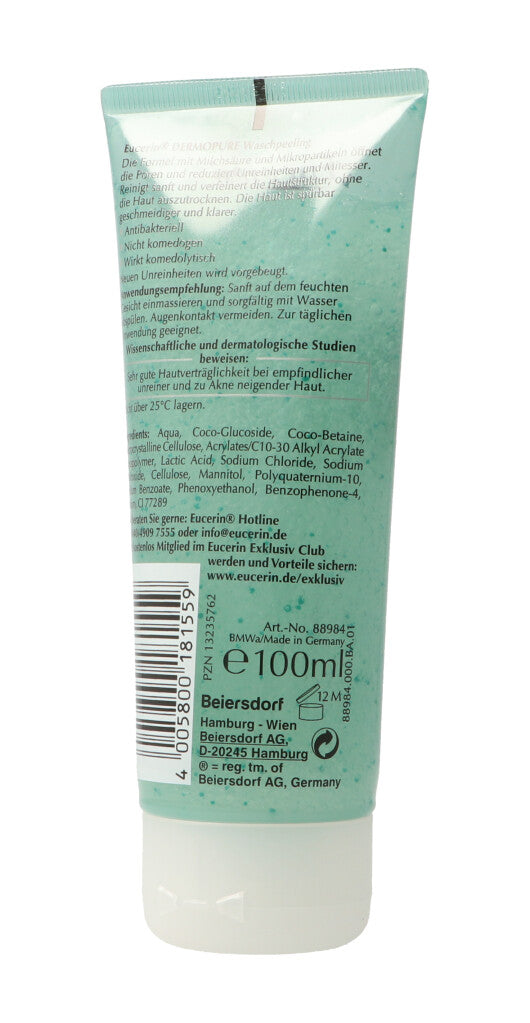 Eucerin® DERMOPURE Waschpeeling
Die Formel mit Milchsäure und Mikropartikeln öffnet
die Poren und reduziert Unreinheiten und Mitesser.
Reinigt sanft und verfeinert die Hautstruktur, ohne
die Haut auszutrocknen. Die Haut ist spürbar
geschmeidiger und klarer.
Antibakteriell
Nicht komedogen
Wirkt komedolytisch
Neuen Unreinheiten wird vorgebeugt.
Anwendungsempfehlung: Sanft auf dem feuchten
Gesicht einmassieren und sorgfältig mit Wasser
spülen. Augenkontakt vermeiden. Zur täglichen
wendung geeignet.
Wissenschaftliche und dermatologische Studien
beweisen:
Sehr gute Hautverträglichkeit bei empfindlicher
unreiner und zu Akne neigender Haut.
über 25°C lagern.
Aqua, Coco-Glucoside, Coco-Betaine,
crystalline Cellulose, Acrylates/C10-30 Alkyl Acrylate
Lactic Acid, Sodium Chloride, Sodium
Cellulose, Mannitol, Polyquaternium-10,
Benzoate, Phenoxyethanol, Benzophenone-4,
CI 77289
Sie gerne: Eucerin® Hotline
4909 7555 oder info@eucerin.de
Mitglied im Eucerin Exklusiv Club
werden und Vorteile sichern:
www.eucerin.de/exklusiv
4 005800 181559
PZN 13235762
Art.-No. 88984
BMWa/Made in Germany
e 100ml
88984.000.BA.01
12 M
Beiersdorf
Hamburg - Wien
Beiersdorf AG,
D-20245 Hamburg
® = reg. tm. of
Beiersdorf AG, Germany